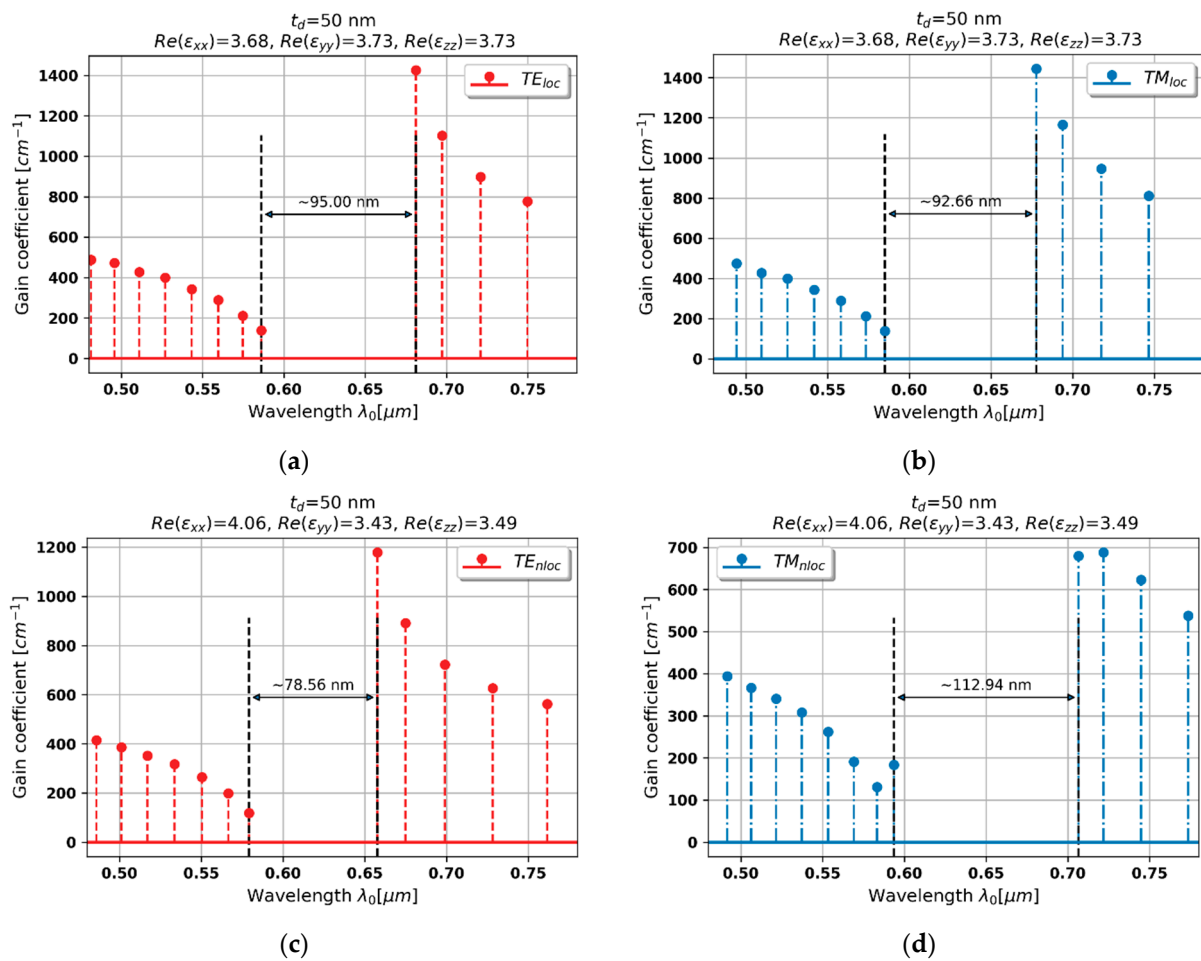 t_d=50 nm
Re(ε_xx)=3.68, Re(ε_yy)=3.73, Re(ε_zz)=3.73
1400
1200
1000
800
600
400
200
0
Gain coefficient [cm⁻¹]
TE_loc
~95.00 nm
0.50 0.55 0.60 0.65 0.70 0.75
Wavelength λ₀[μm]
(a)
t_d=50 nm
Re(ε_xx)=3.68, Re(ε_yy)=3.73, Re(ε_zz)=3.73
1400
1200
1000
800
600
400
200
0
Gain coefficient [cm⁻¹]
TM_loc
~92.66 nm
0.50 0.55 0.60 0.65 0.70 0.75
Wavelength λ₀[μm]
(b)
t_d=50 nm
Re(ε_xx)=4.06, Re(ε_yy)=3.43, Re(ε_zz)=3.49
1200
1000
800
600
400
200
0
Gain coefficient [cm⁻¹]
TE_nloc
~78.56 nm
0.50 0.55 0.60 0.65 0.70 0.75
Wavelength λ₀[μm]
(c)
t_d=50 nm
Re(ε_xx)=4.06, Re(ε_yy)=3.43, Re(ε_zz)=3.49
700
600
500
400
300
200
100
0
Gain coefficient [cm⁻¹]
TM_nloc
~112.94 nm
0.50 0.55 0.60 0.65 0.70 0.75
Wavelength λ₀[μm]
(d)